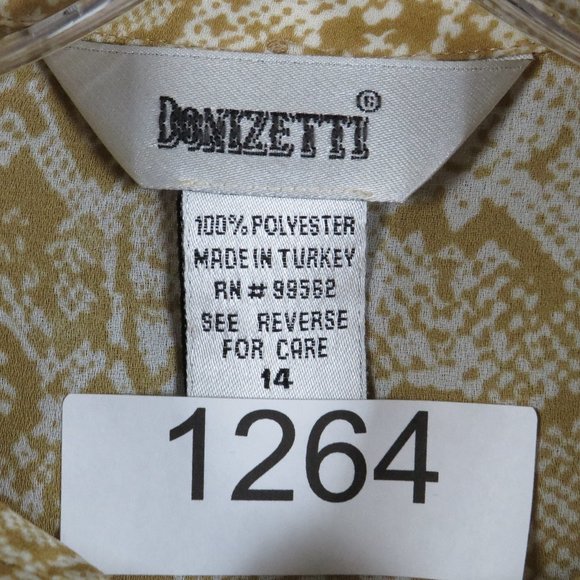 DONIZETTI®
100% POLYESTER
MADE IN TURKEY
RN # 99562
SEE REVERSE
FOR CARE
14
1264